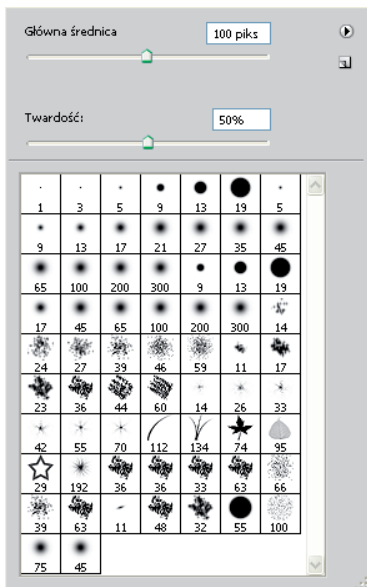 Główna średnica 100 piks
Twardość: 50%
1 3 5 9 13 19 5
9 13 17 21 27 35 45
65 100 200 300 9 13 19
17 45 65 100 200 300 14
24 27 39 46 59 11 17
23 36 44 60 14 26 33
42 55 70 112 134 74 95
29 192 36 36 33 63 66
39 63 11 48 32 55 100
75 45